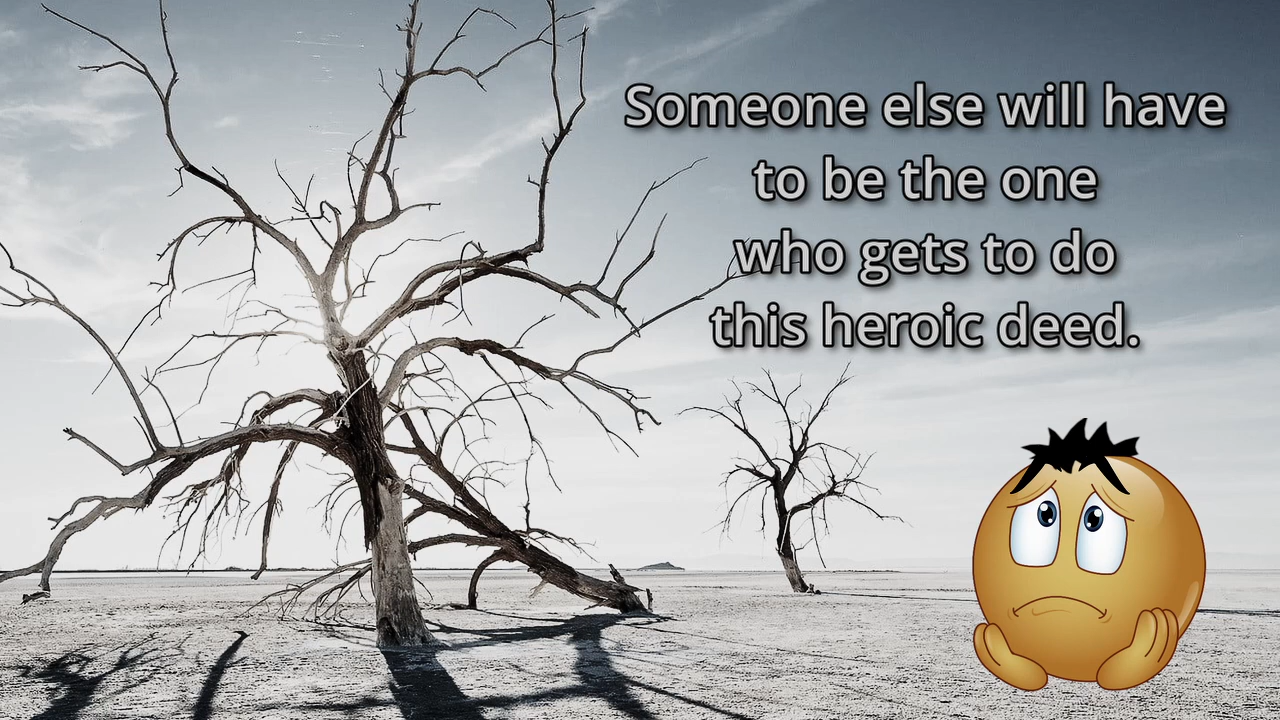 Someone else will have
to be the one
who gets to do
this heroic deed.